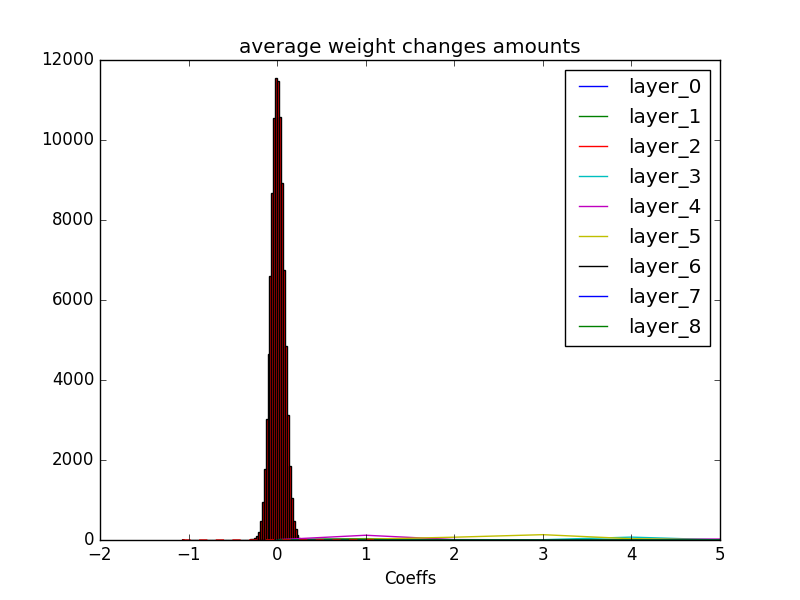 average weight changes amounts
12000
10000
8000
6000
4000
2000
0
layer_0
layer_1
layer_2
layer_3
layer_4
layer_5
layer_6
layer_7
layer_8
−2 −1 0 1 2 3 4 5
Coeffs